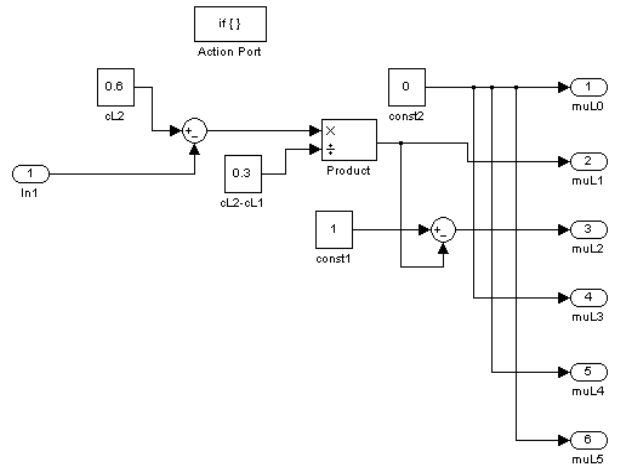 if { }
Action Port
0.6
cL2
+
−
×
÷
Product
0.3
cL2-cL1
1
In1
0
const2
1
const1
+
−
1
muL0
2
muL1
3
muL2
4
muL3
5
muL4
6
muL5